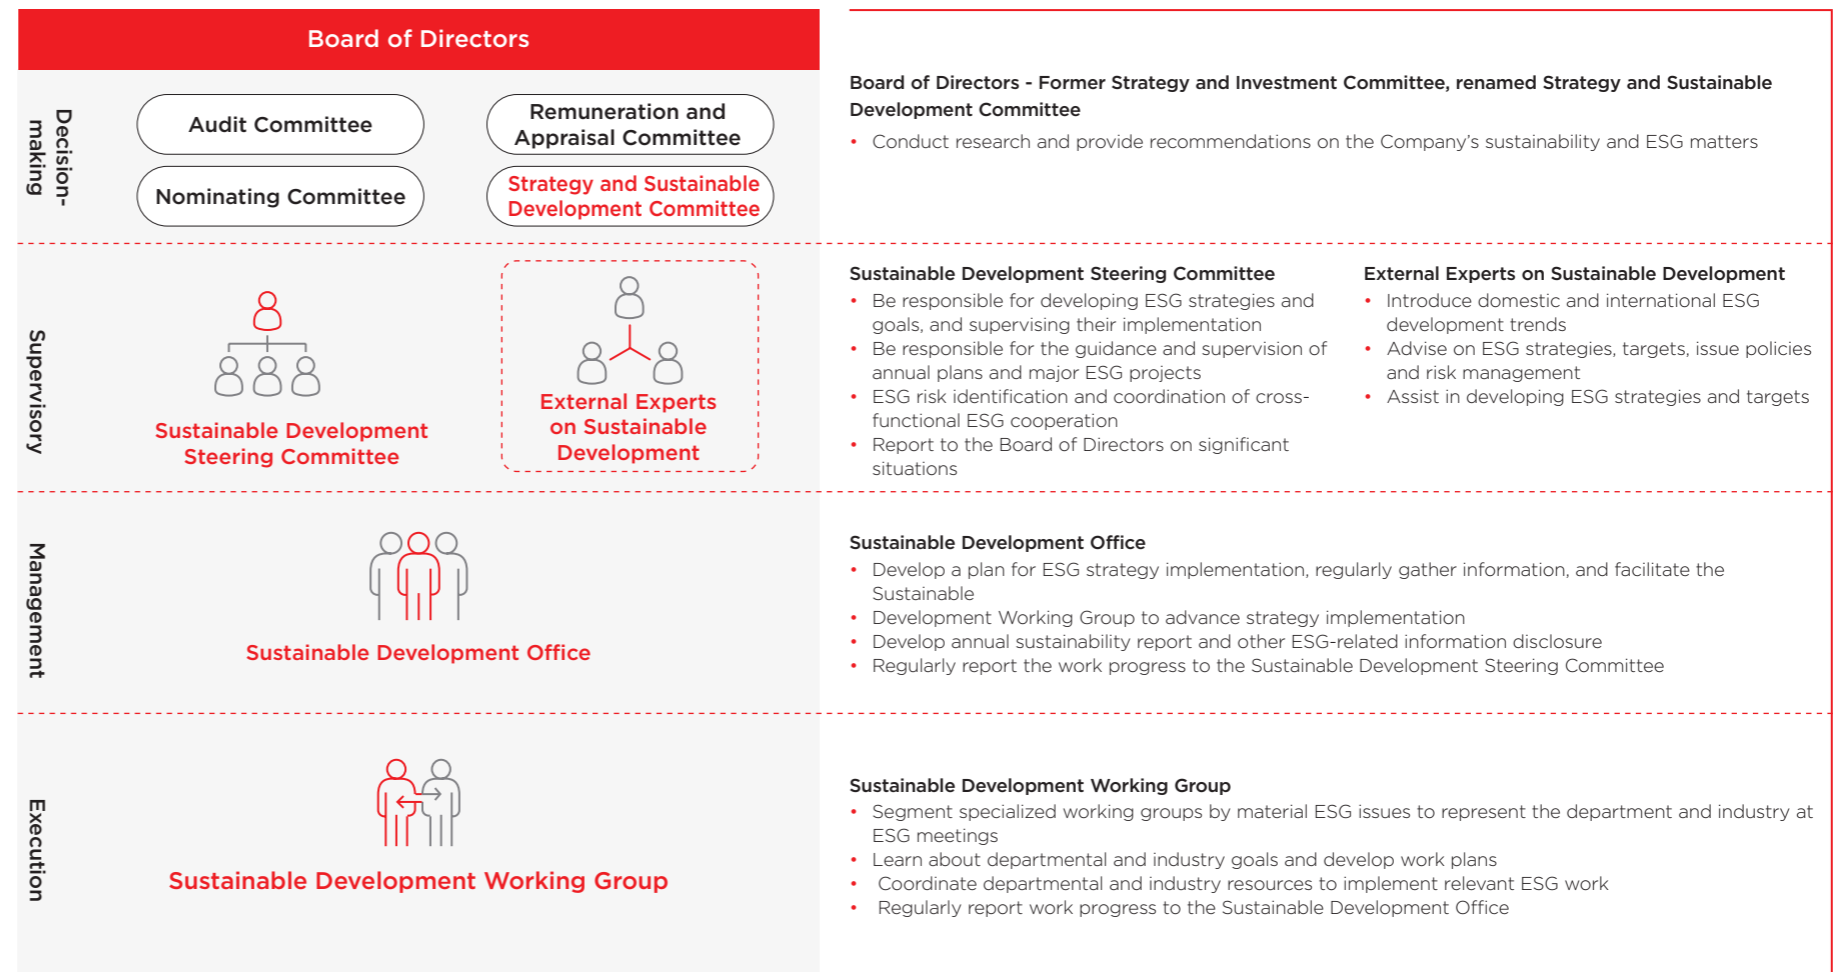 Board of Directors
Decision-
making
Audit Committee
Remuneration and
Appraisal Committee
Nominating Committee
Strategy and Sustainable
Development Committee
Board of Directors - Former Strategy and Investment Committee, renamed Strategy and Sustainable
Development Committee
• Conduct research and provide recommendations on the Company's sustainability and ESG matters
Supervisory
Sustainable Development
Steering Committee
External Experts
on Sustainable
Development
Sustainable Development Steering Committee
• Be responsible for developing ESG strategies and
goals, and supervising their implementation
• Be responsible for the guidance and supervision of
annual plans and major ESG projects
• ESG risk identification and coordination of cross-
functional ESG cooperation
• Report to the Board of Directors on significant
situations
External Experts on Sustainable Development
• Introduce domestic and international ESG
development trends
• Advise on ESG strategies, targets, issue policies
and risk management
• Assist in developing ESG strategies and targets
Management
Sustainable Development Office
Sustainable Development Office
• Develop a plan for ESG strategy implementation, regularly gather information, and facilitate the
Sustainable
• Development Working Group to advance strategy implementation
• Develop annual sustainability report and other ESG-related information disclosure
• Regularly report the work progress to the Sustainable Development Steering Committee
Execution
Sustainable Development Working Group
Sustainable Development Working Group
• Segment specialized working groups by material ESG issues to represent the department and industry at
ESG meetings
• Learn about departmental and industry goals and develop work plans
• Coordinate departmental and industry resources to implement relevant ESG work
• Regularly report work progress to the Sustainable Development Office